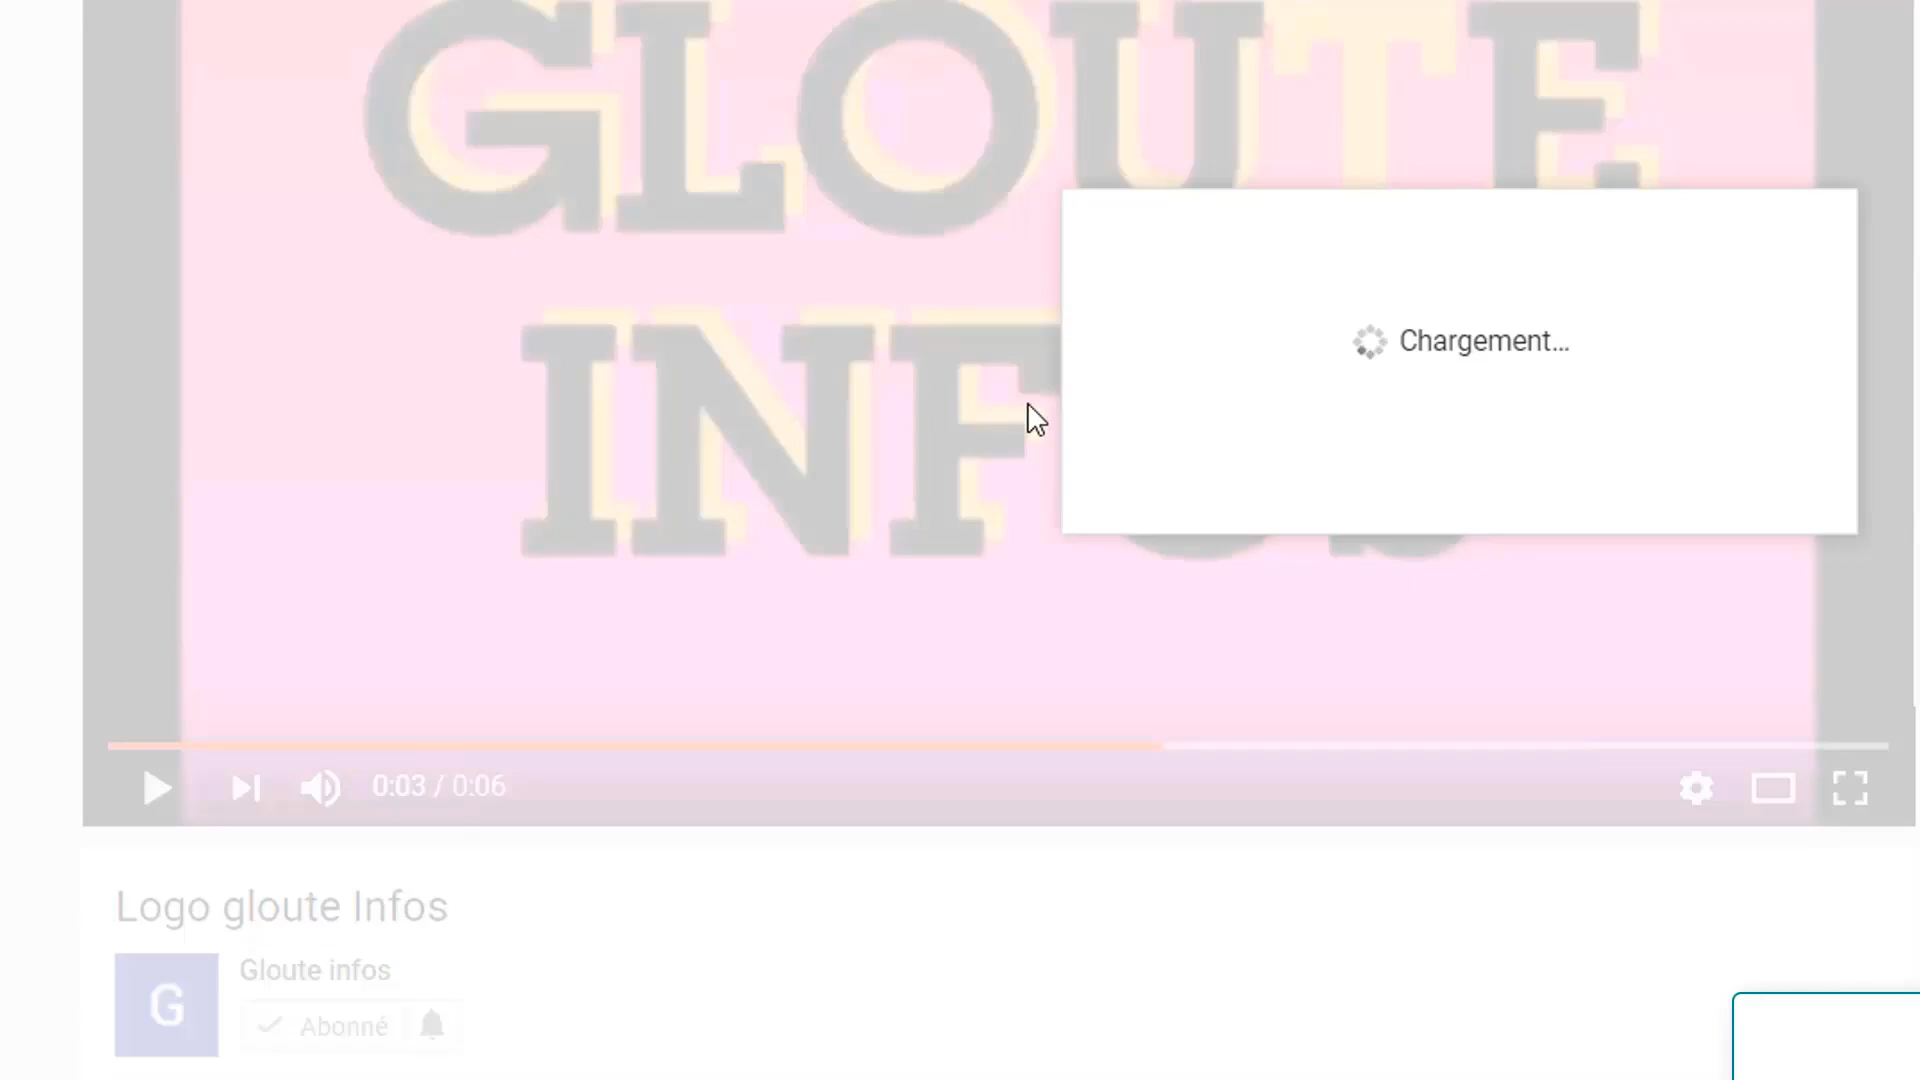 GLOUTE
INF
Chargement...
0:03 / 0:06
Logo gloute Infos
G
Gloute infos
Abonné